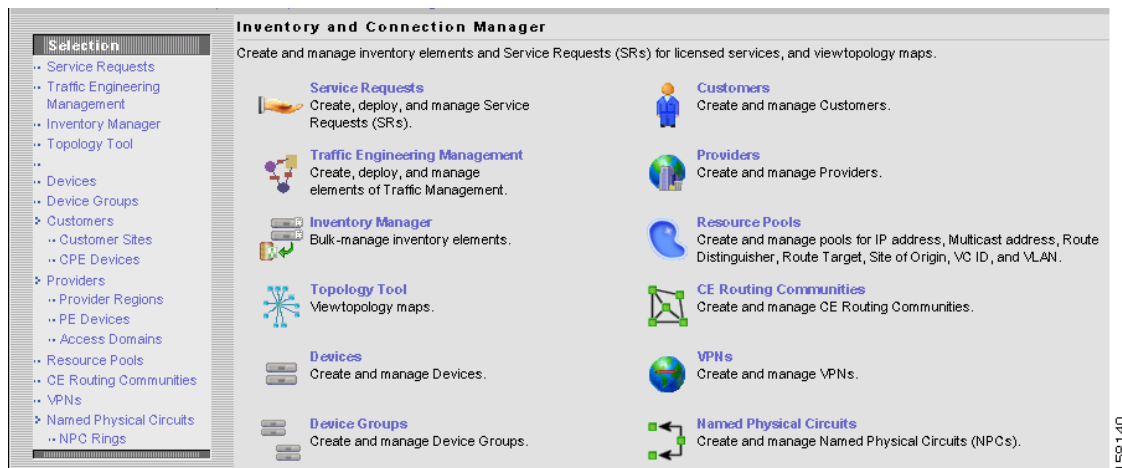 Inventory and Connection Manager
Create and manage inventory elements and Service Requests (SRs) for licensed services, and viewtopology maps.
Selection
Service Requests
Traffic Engineering
Management
Inventory Manager
Topology Tool
Devices
Device Groups
Customers
Customer Sites
CPE Devices
Providers
Provider Regions
PE Devices
Access Domains
Resource Pools
CE Routing Communities
VPNs
Named Physical Circuits
NPC Rings
Service Requests
Create, deploy, and manage Service
Requests (SRs).
Traffic Engineering Management
Create, deploy, and manage
elements of Traffic Management.
Inventory Manager
Bulk-manage inventory elements.
Topology Tool
Viewtopology maps.
Devices
Create and manage Devices.
Device Groups
Create and manage Device Groups.
Customers
Create and manage Customers.
Providers
Create and manage Providers.
Resource Pools
Create and manage pools for IP address, Multicast address, Route
Distinguisher, Route Target, Site of Origin, VC ID, and VLAN.
CE Routing Communities
Create and manage CE Routing Communities.
VPNs
Create and manage VPNs.
Named Physical Circuits
Create and manage Named Physical Circuits (NPCs).
158140